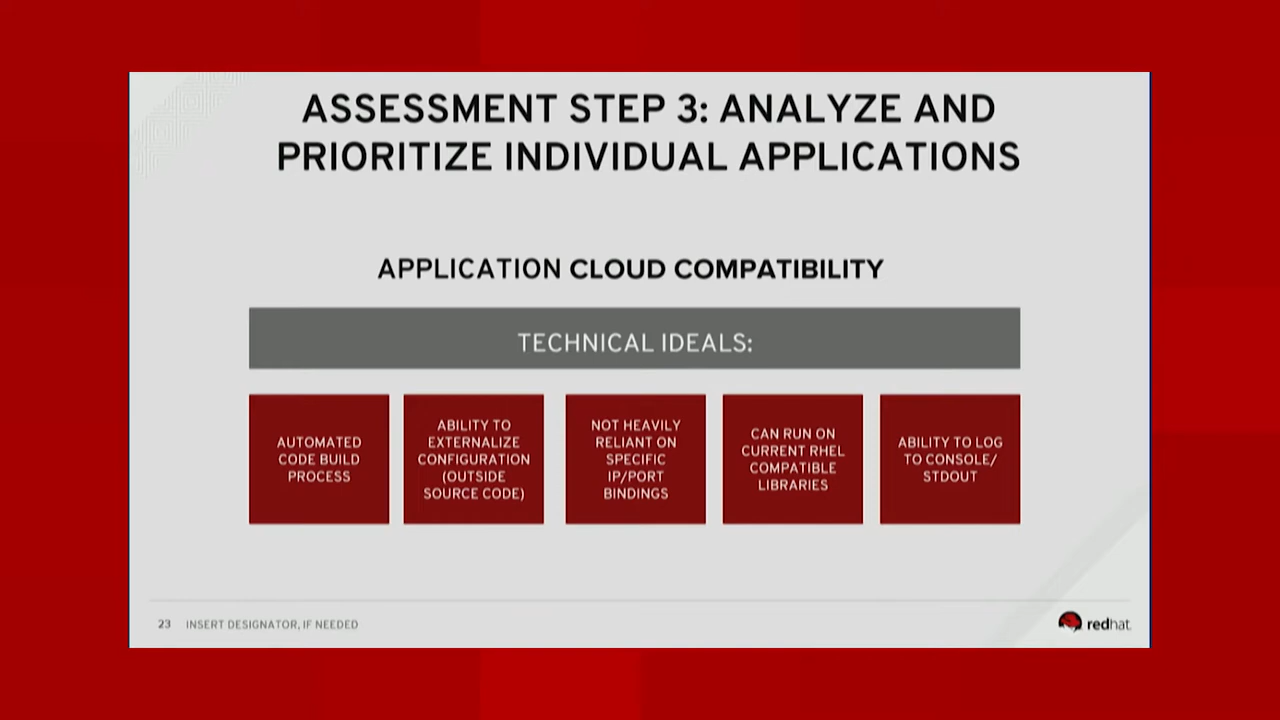 ASSESSMENT STEP 3: ANALYZE AND
PRIORITIZE INDIVIDUAL APPLICATIONS
APPLICATION CLOUD COMPATIBILITY
TECHNICAL IDEALS:
AUTOMATED
CODE BUILD
PROCESS
ABILITY TO
EXTERNALIZE
CONFIGURATION
(OUTSIDE
SOURCE CODE)
NOT HEAVILY
RELIANT ON
SPECIFIC
IP/PORT
BINDINGS
CAN RUN ON
CURRENT RHEL
COMPATIBLE
LIBRARIES
ABILITY TO LOG
TO CONSOLE/
STDOUT
23 INSERT DESIGNATOR, IF NEEDED
redhat